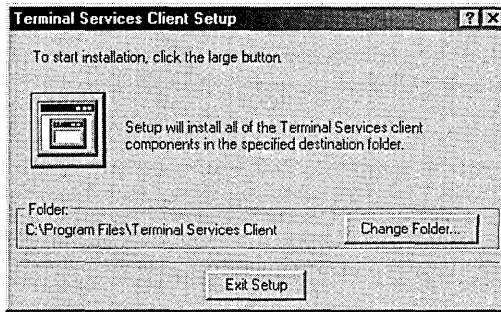 Terminal Services Client Setup
To start installation, click the large button.
Setup will install all of the Terminal Services client
components in the specified destination folder.
Folder:
C:\Program Files\Terminal Services Client
Change Folder...
Exit Setup